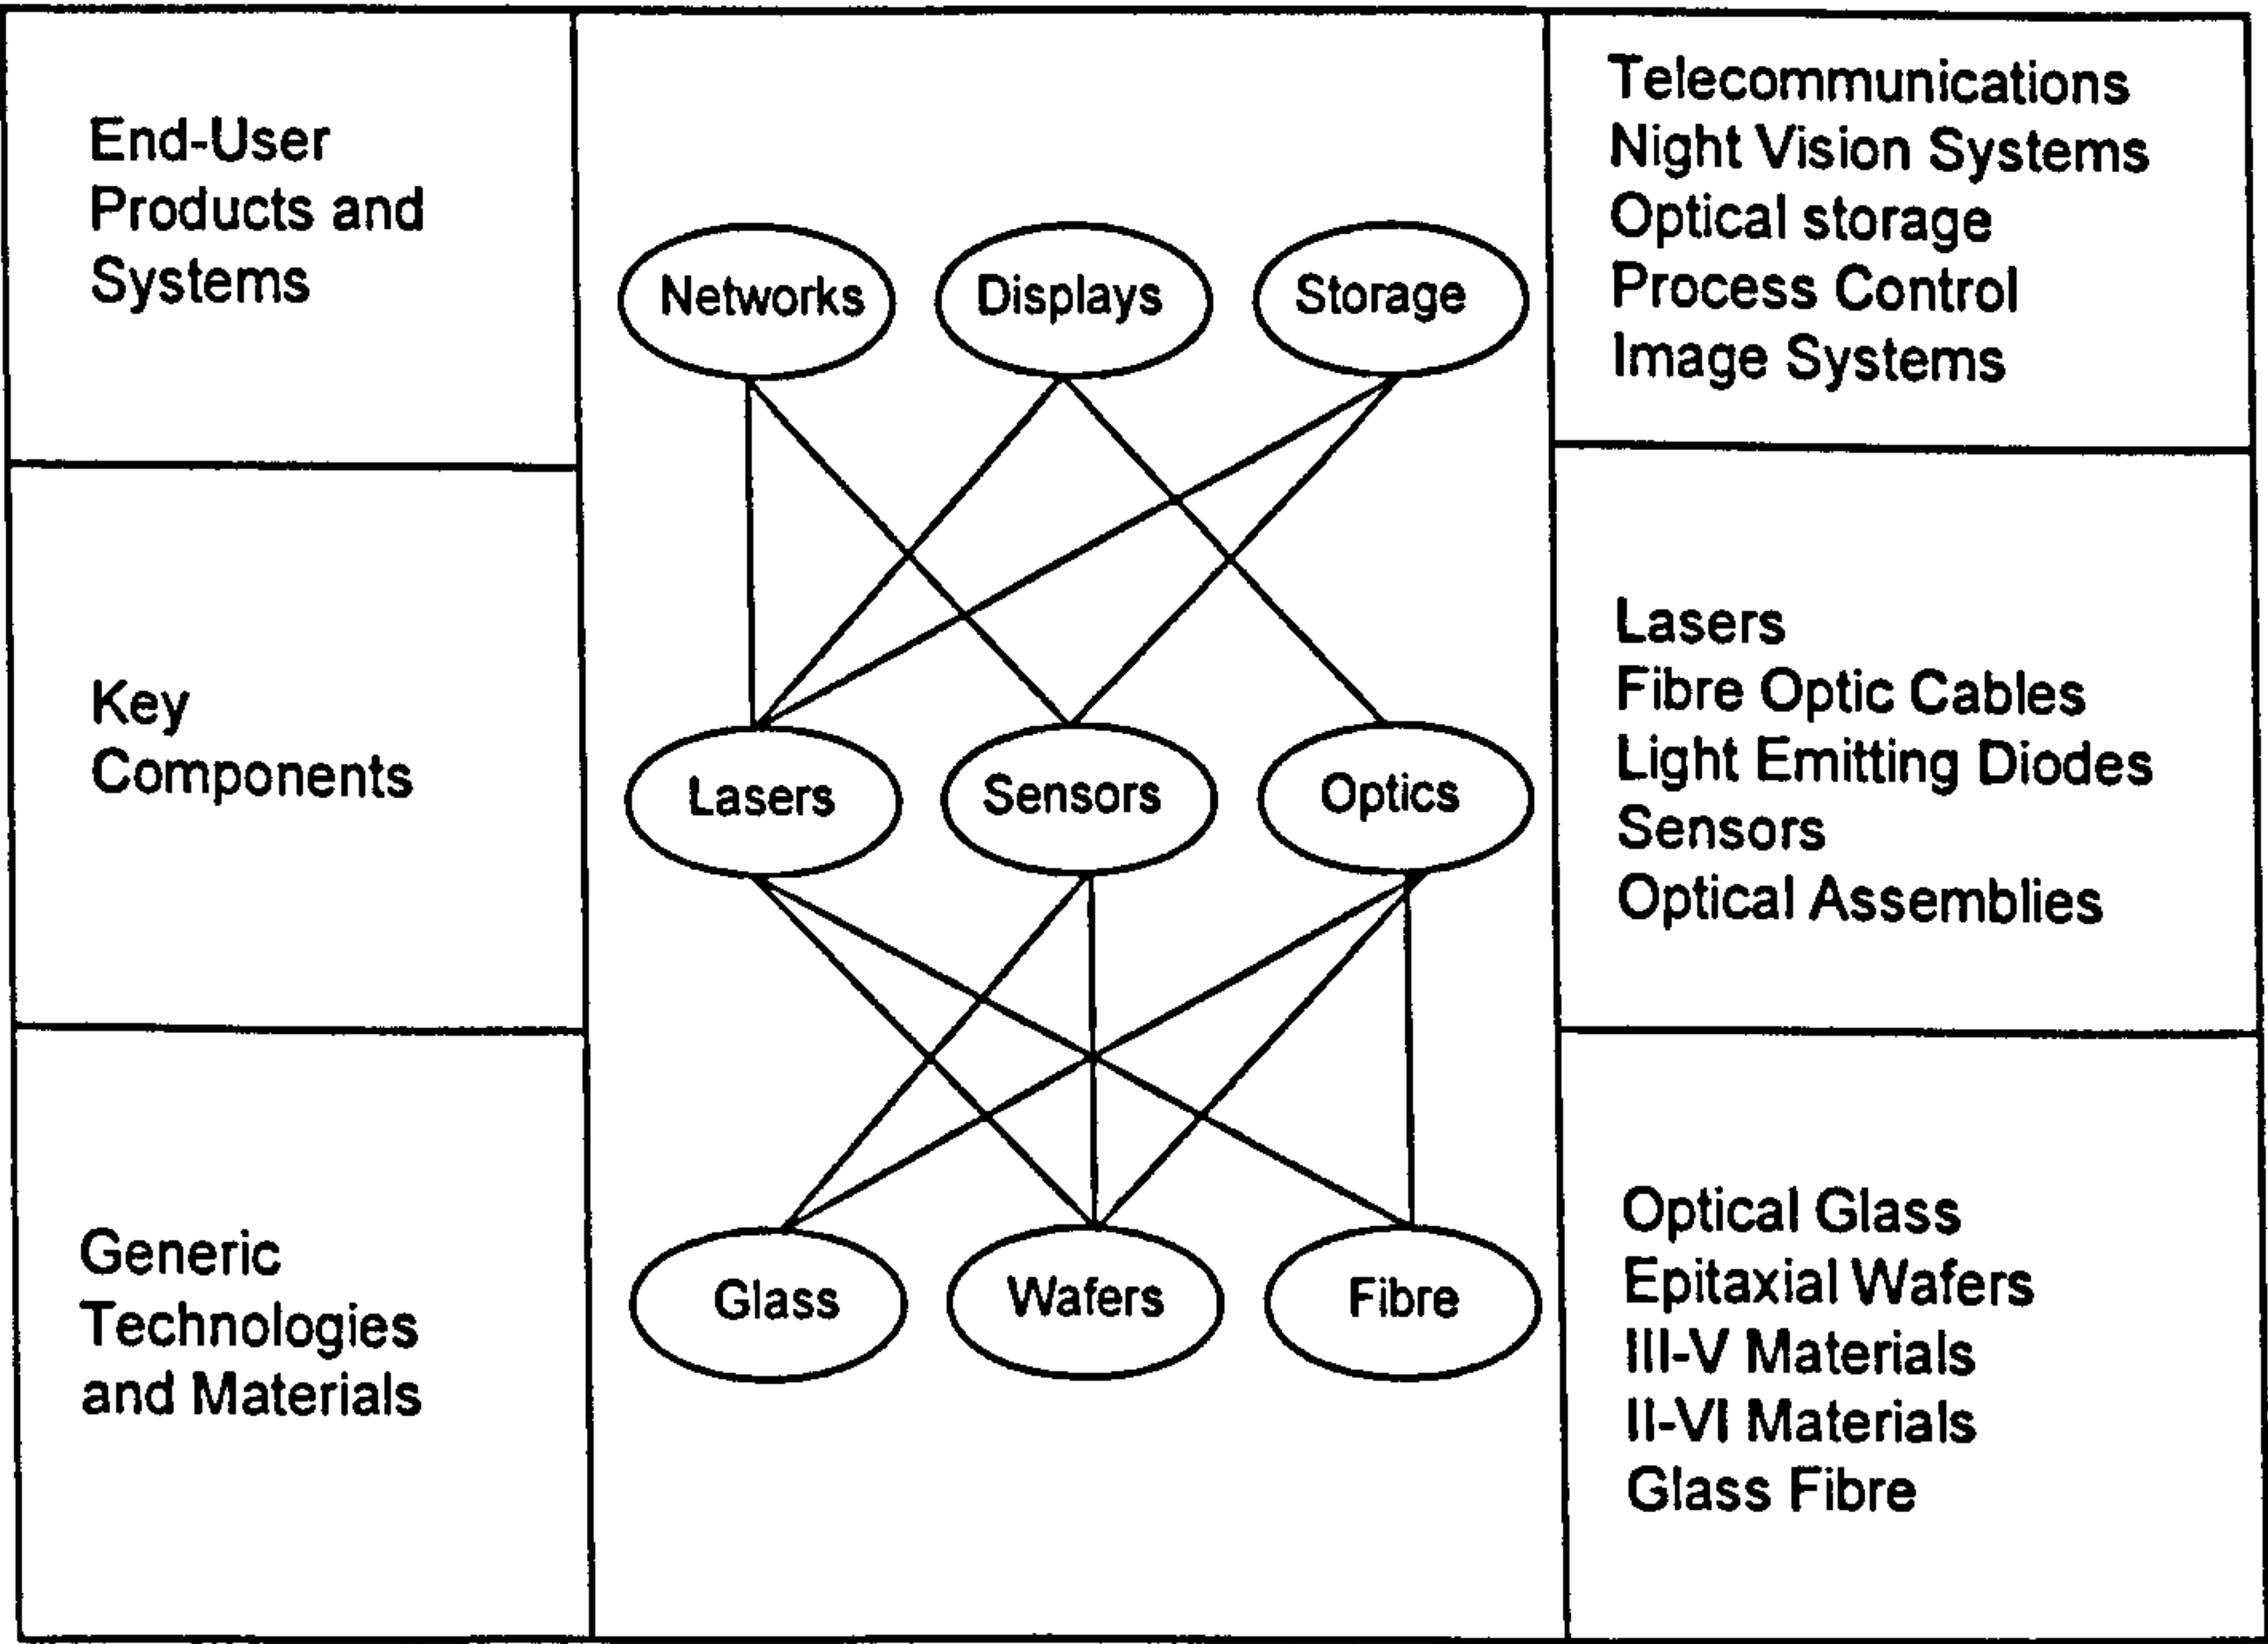 End-User
Products and
Systems
Networks
Displays
Storage
Telecommunications
Night Vision Systems
Optical storage
Process Control
Image Systems
Key
Components
Lasers
Sensors
Optics
Lasers
Fibre Optic Cables
Light Emitting Diodes
Sensors
Optical Assemblies
Generic
Technologies
and Materials
Glass
Wafers
Fibre
Optical Glass
Epitaxial Wafers
III-V Materials
II-VI Materials
Glass Fibre